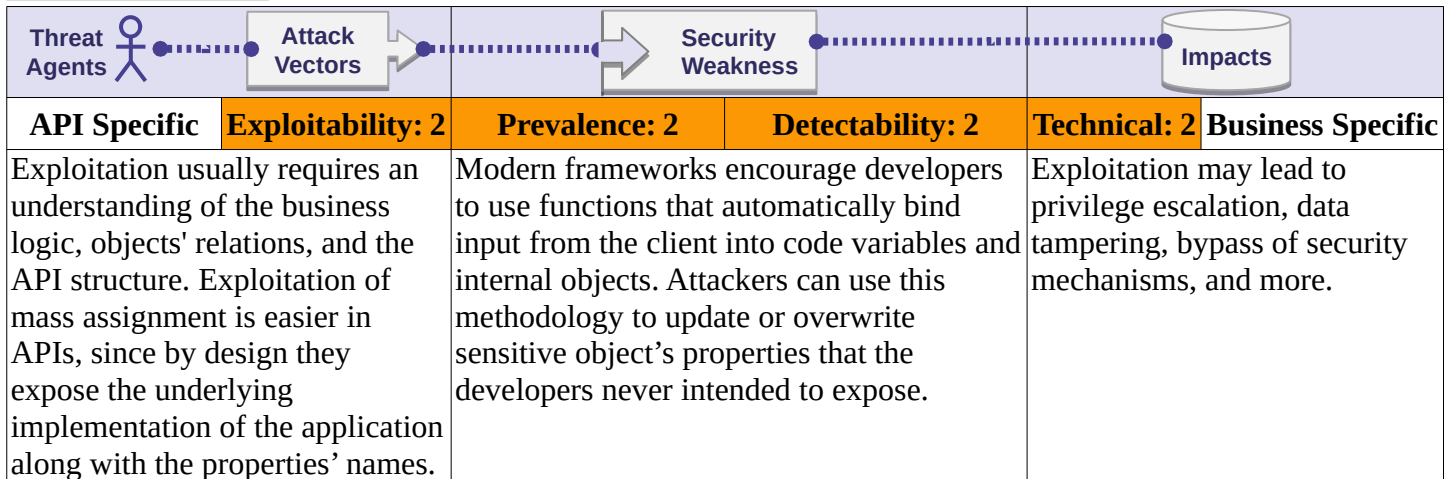 Threat
Agents
Attack
Vectors
Security
Weakness
Impacts
API Specific
Exploitability: 2
Prevalence: 2
Detectability: 2
Technical: 2
Business Specific
Exploitation usually requires an
understanding of the business
logic, objects' relations, and the
API structure. Exploitation of
mass assignment is easier in
APIs, since by design they
expose the underlying
implementation of the application
along with the properties’ names.
Modern frameworks encourage developers
to use functions that automatically bind
input from the client into code variables and
internal objects. Attackers can use this
methodology to update or overwrite
sensitive object’s properties that the
developers never intended to expose.
Exploitation may lead to
privilege escalation, data
tampering, bypass of security
mechanisms, and more.